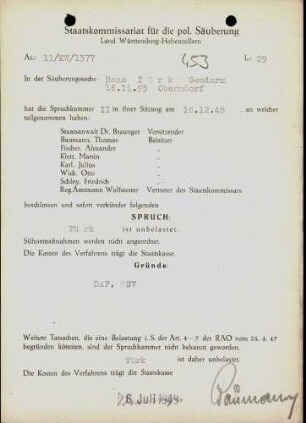 Staatskommissariat für die pol. Säuberung
Land Württemberg-Hohenzollern
Az: 11/KW/1377
453
L: 29
In der Säuberungssache Hans Türk Gendarm
16.11.93 Oberndorf
hat die Spruchkammer II in ihrer Sitzung am 16.12.48 , an welcher
teilgenommen haben:
Staatsanwalt Dr. Braunger Vorsitzender
Baumann, Thomas Beisitzer
Fischer, Alexander "
Klett, Martin "
Karl, Julius "
Wick, Otto "
Schley, Friedrich "
Reg.Amtmann Wolfsteiner Vertreter des Staatskommissars
beschlossen und sofort verkündet folgenden
SPRUCH:
Türk ist unbelastet.
Sühnemaßnahmen werden nicht angeordnet.
Die Kosten des Verfahrens trägt die Staatskasse.
Gründe:
DAF, NSV
Weitere Tatsachen, die eine Belastung i. S. der Art. 4–7 der RAO vom 25. 4. 47
begründen könnten, sind der Spruchkammer nicht bekannt geworden.
Türk ist daher unbelastet.
Die Kosten des Verfahrens trägt die Staatskasse
8. Juli 1949
Baumann